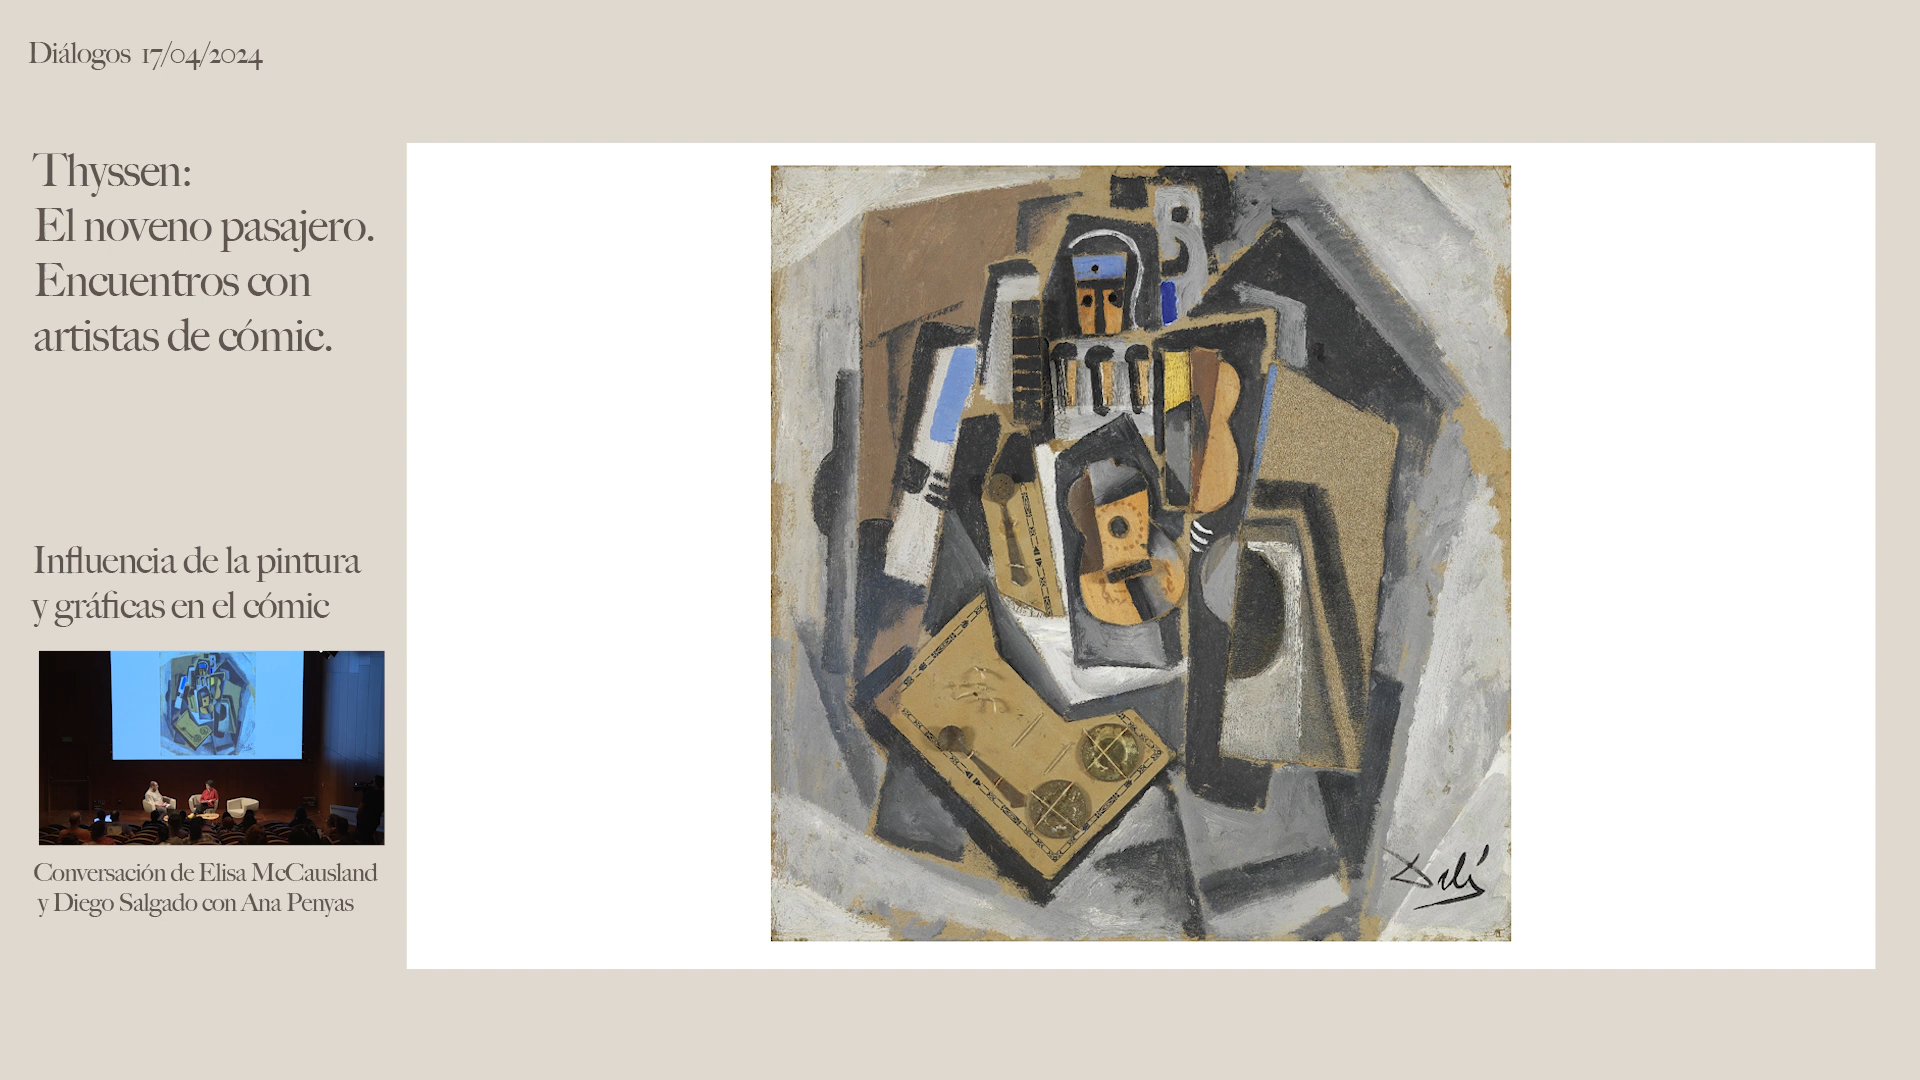 Diálogos 17/04/2024
Thyssen:
El noveno pasajero.
Encuentros con
artistas de cómic.
Influencia de la pintura
y gráficas en el cómic
Conversación de Elisa McCausland
y Diego Salgado con Ana Penyas
Dalí